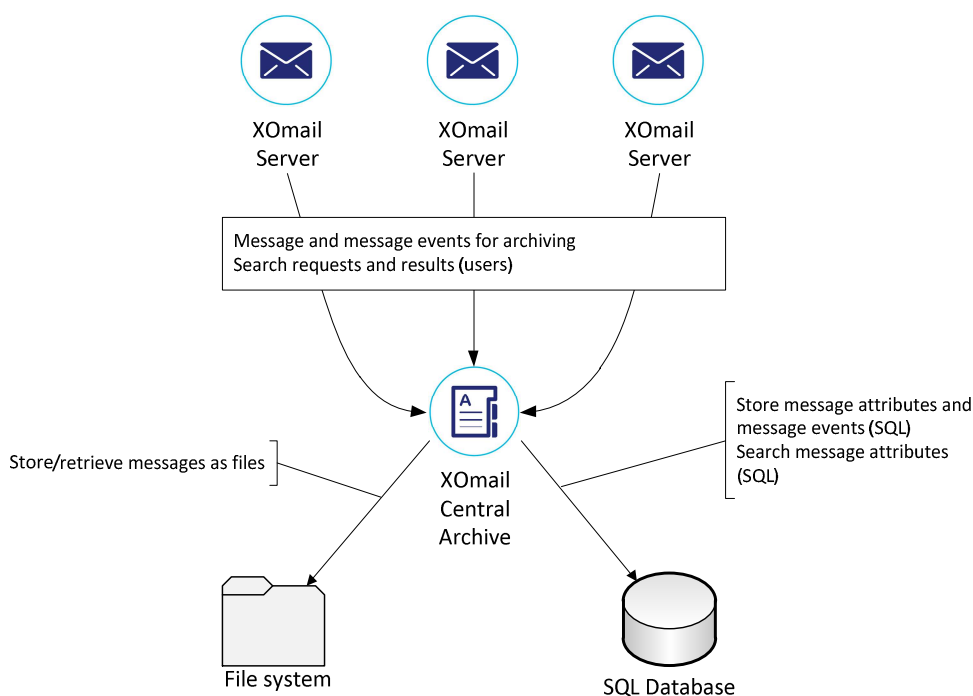 XOmail
Server
XOmail
Server
XOmail
Server
Message and message events for archiving
Search requests and results (users)
A
Store message attributes and
message events (SQL)
Search message attributes
(SQL)
Store/retrieve messages as files
XOmail
Central
Archive
File system
SQL Database